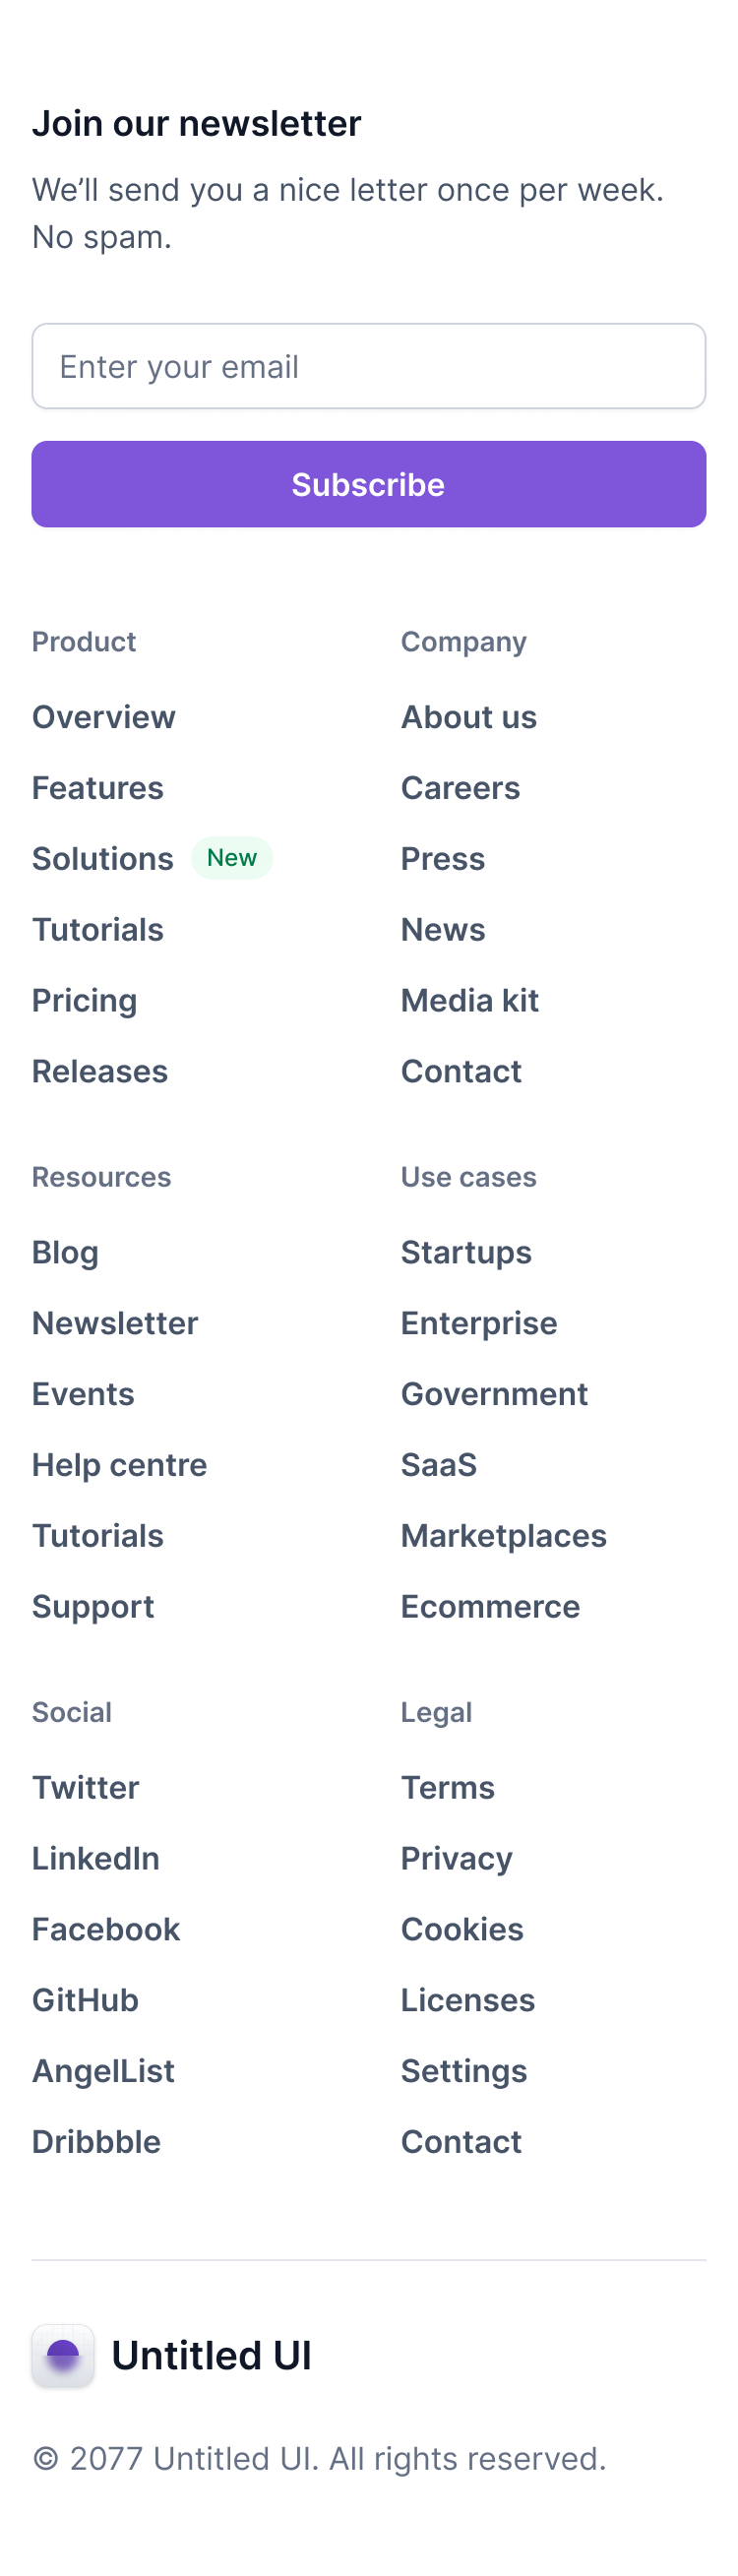 Join our newsletter
We’ll send you a nice letter once per week.
No spam.
Enter your email
Subscribe
Product
Overview
Features
Solutions New
Tutorials
Pricing
Releases
Company
About us
Careers
Press
News
Media kit
Contact
Resources
Blog
Newsletter
Events
Help centre
Tutorials
Support
Use cases
Startups
Enterprise
Government
SaaS
Marketplaces
Ecommerce
Social
Twitter
LinkedIn
Facebook
GitHub
AngelList
Dribbble
Legal
Terms
Privacy
Cookies
Licenses
Settings
Contact
Untitled UI
© 2077 Untitled UI. All rights reserved.